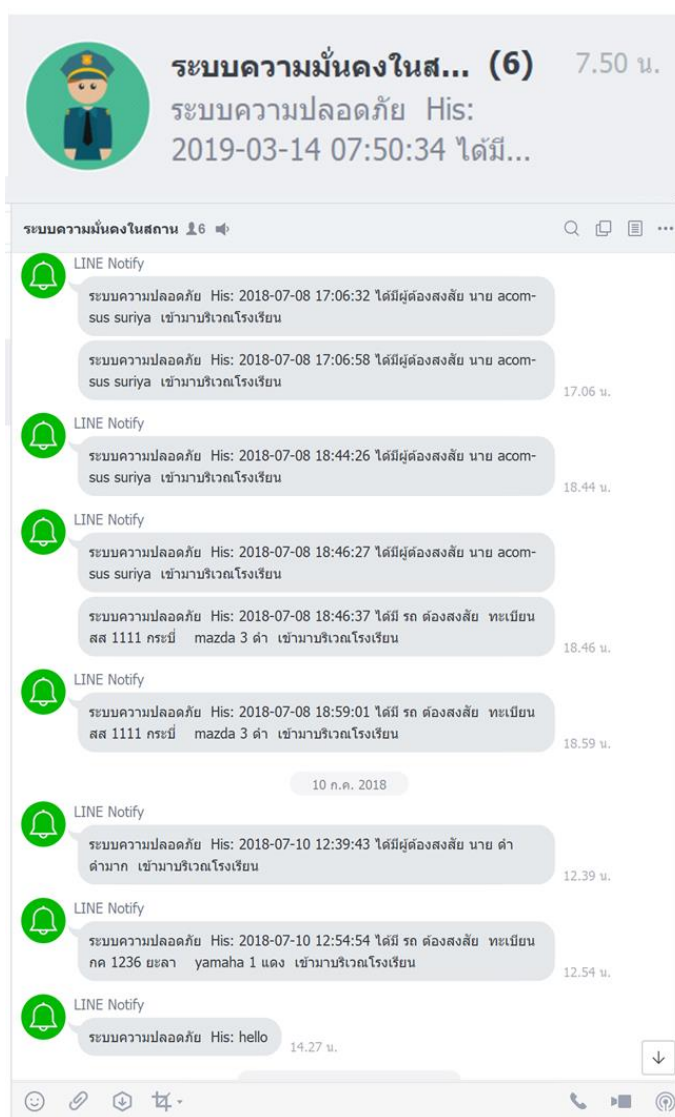 ระบบความมั่นคงในส... (6) 7.50 น.
ระบบความปลอดภัย His:
2019-03-14 07:50:34 ได้มี...
ระบบความมั่นคงในสถาน 6
LINE Notify
ระบบความปลอดภัย His: 2018-07-08 17:06:32 ได้มีผู้ต้องสงสัย นาย acom-
sus suriya เข้ามาบริเวณโรงเรียน
ระบบความปลอดภัย His: 2018-07-08 17:06:58 ได้มีผู้ต้องสงสัย นาย acom-
sus suriya เข้ามาบริเวณโรงเรียน
17.06 น.
LINE Notify
ระบบความปลอดภัย His: 2018-07-08 18:44:26 ได้มีผู้ต้องสงสัย นาย acom-
sus suriya เข้ามาบริเวณโรงเรียน
18.44 น.
LINE Notify
ระบบความปลอดภัย His: 2018-07-08 18:46:27 ได้มีผู้ต้องสงสัย นาย acom-
sus suriya เข้ามาบริเวณโรงเรียน
ระบบความปลอดภัย His: 2018-07-08 18:46:37 ได้มี รถ ต้องสงสัย ทะเบียน
สส 1111 กระบี่ mazda 3 ดำ เข้ามาบริเวณโรงเรียน
18.46 น.
LINE Notify
ระบบความปลอดภัย His: 2018-07-08 18:59:01 ได้มี รถ ต้องสงสัย ทะเบียน
สส 1111 กระบี่ mazda 3 ดำ เข้ามาบริเวณโรงเรียน
18.59 น.
10 ก.ค. 2018
LINE Notify
ระบบความปลอดภัย His: 2018-07-10 12:39:43 ได้มีผู้ต้องสงสัย นาย ดำ
ดำมาก เข้ามาบริเวณโรงเรียน
12.39 น.
LINE Notify
ระบบความปลอดภัย His: 2018-07-10 12:54:54 ได้มี รถ ต้องสงสัย ทะเบียน
กค 1236 ยะลา yamaha 1 แดง เข้ามาบริเวณโรงเรียน
12.54 น.
LINE Notify
ระบบความปลอดภัย His: hello
14.27 น.